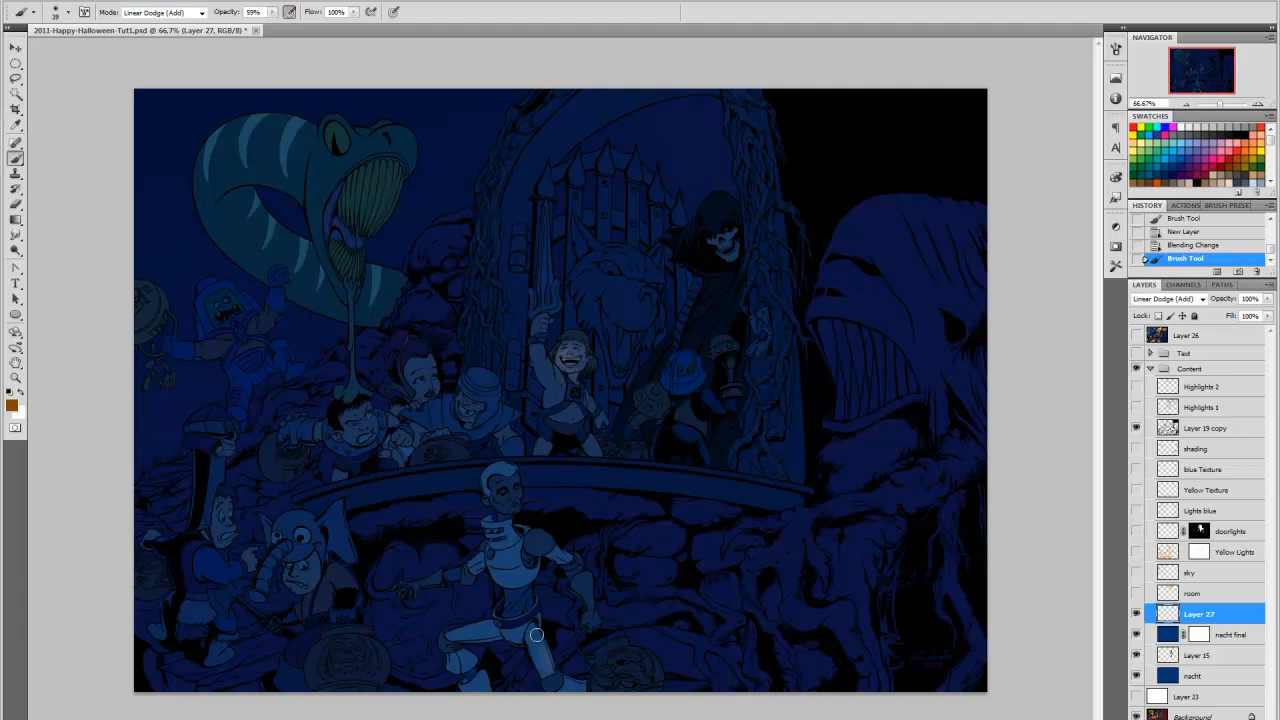 Mode: Linear Dodge (Add) Opacity: 59% Flow: 100%
39
2011-Happy-Halloween-Tut1.psd @ 66,7% (Layer 27, RGB/8) *
NAVIGATOR
66.67%
SWATCHES
HISTORY ACTIONS BRUSH PRESE
Brush Tool
New Layer
Blending Change
Brush Tool
LAYERS CHANNELS PATHS
Linear Dodge (Add) Opacity: 100%
Lock: Fill: 100%
Layer 26
Text
Content
Highlights 2
Highlights 1
Layer 19 copy
shading
blue Texture
Yellow Texture
Lights blue
doorlights
Yellow Lights
sky
room
Layer 27
nacht final
Layer 15
nacht
Layer 23
Background